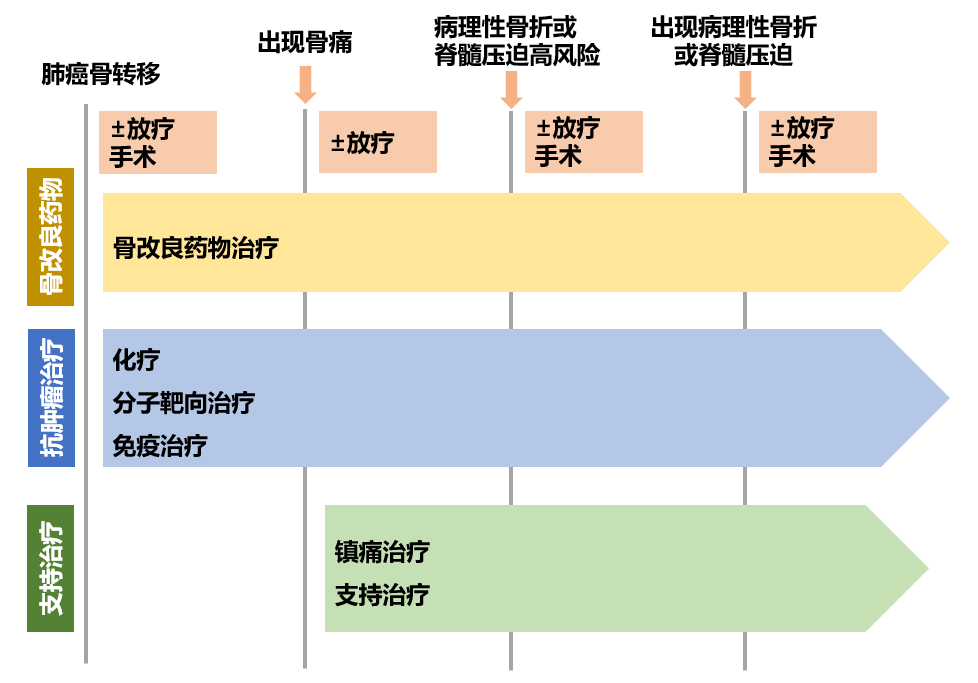 肺癌骨转移
出现骨痛
病理性骨折或
脊髓压迫高风险
出现病理性骨折
或脊髓压迫
±放疗
手术
±放疗
±放疗
手术
±放疗
手术
骨改良药物
骨改良药物治疗
抗肿瘤治疗
化疗
分子靶向治疗
免疫治疗
支持治疗
镇痛治疗
支持治疗